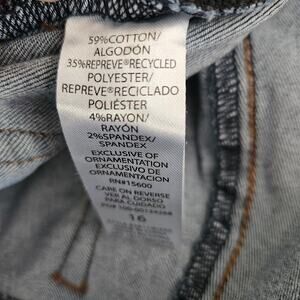 59%COTTON/
ALGODÓN
35%REPREVE®RECYCLED
POLYESTER/
REPREVE®RECICLADO
POLIÉSTER
4%RAYON/
RAYÓN
2%SPANDEX/
SPANDEX
EXCLUSIVE OF
ORNAMENTATION
EXCLUSIVO DE
ORNAMENTACION
RN#15600
CARE ON REVERSE
VER AL DORSO
PARA CUIDADO
16